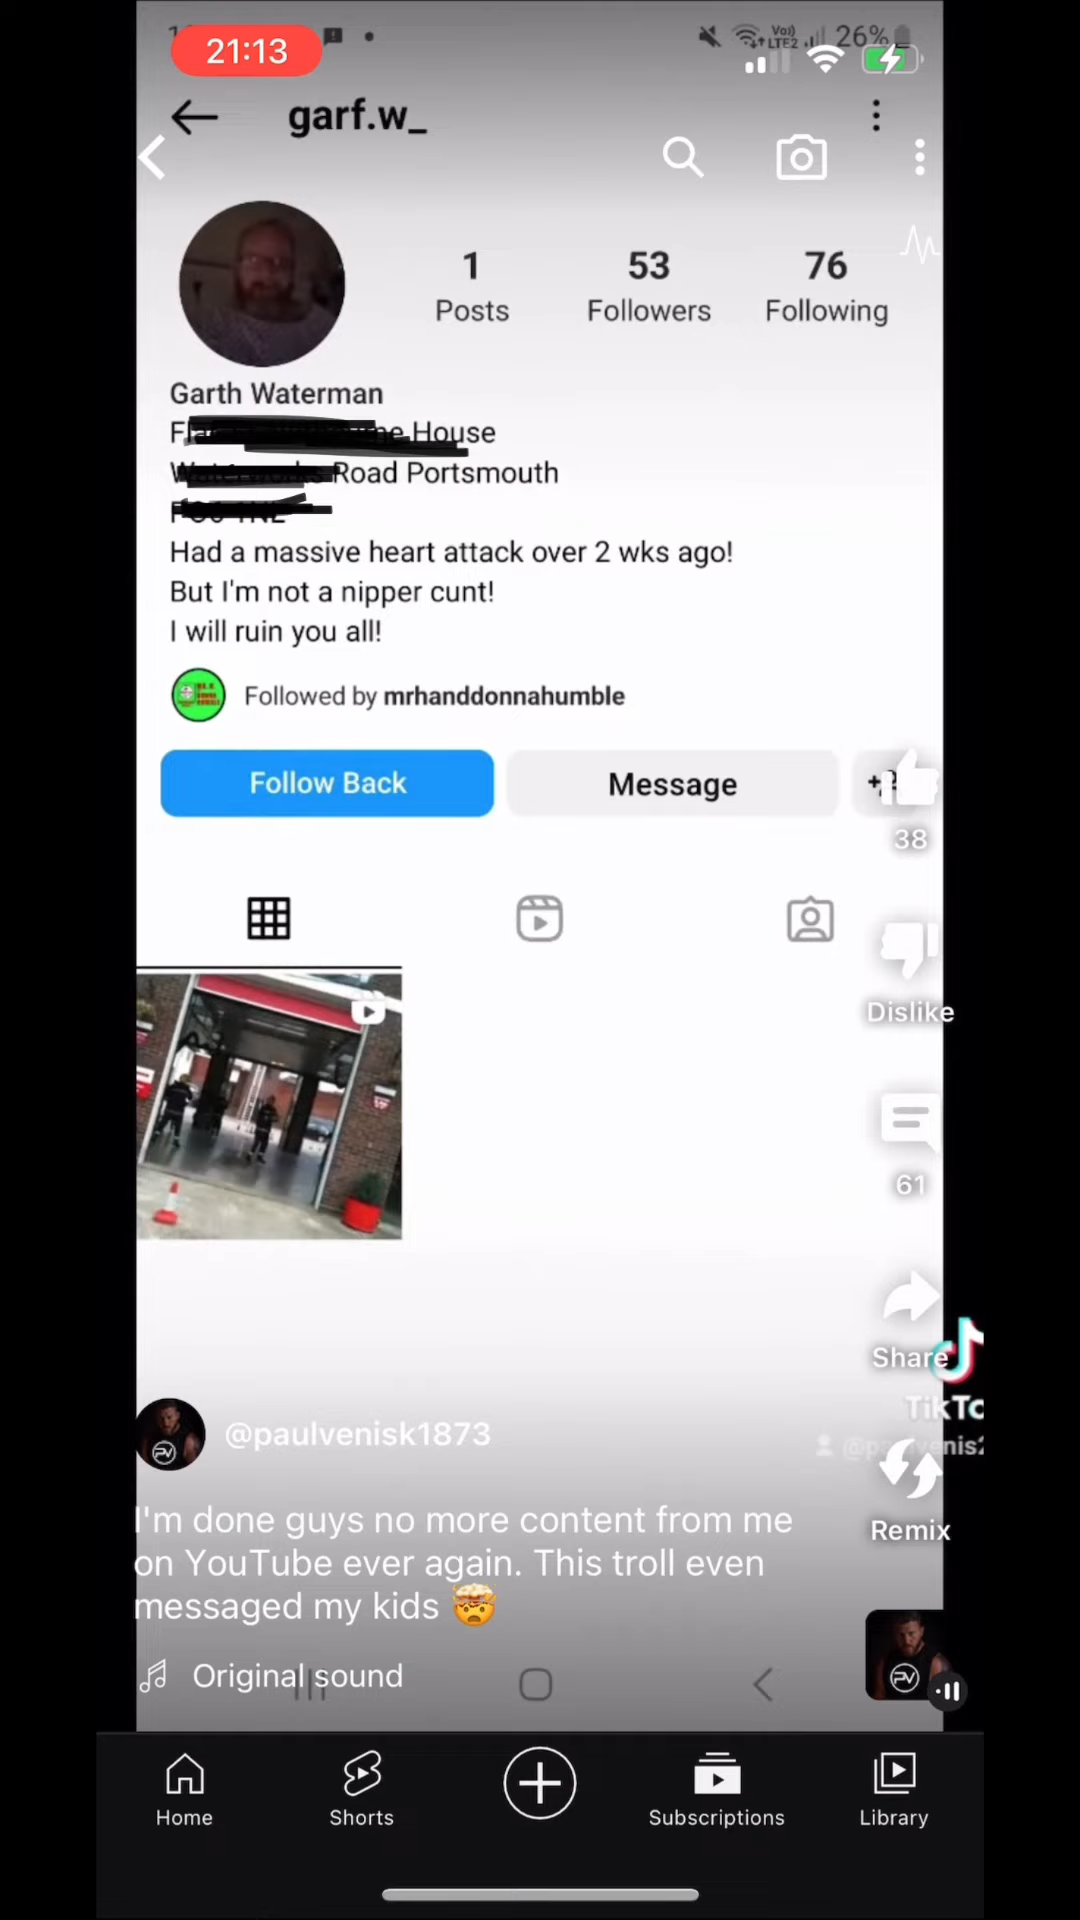 21:13
26%
garf.w_
1
53
76
Posts
Followers
Following
Garth Waterman
House
Road Portsmouth
Had a massive heart attack over 2 wks ago!
But I'm not a nipper cunt!
I will ruin you all!
Followed by mrhanddonnahumble
Follow Back
Message
38
Dislike
61
Share
TikTo
@paulvenisk1873
I'm done guys no more content from me
on YouTube ever again. This troll even
messaged my kids 🤯
Remix
Original sound
PV
Home
Shorts
Subscriptions
Library